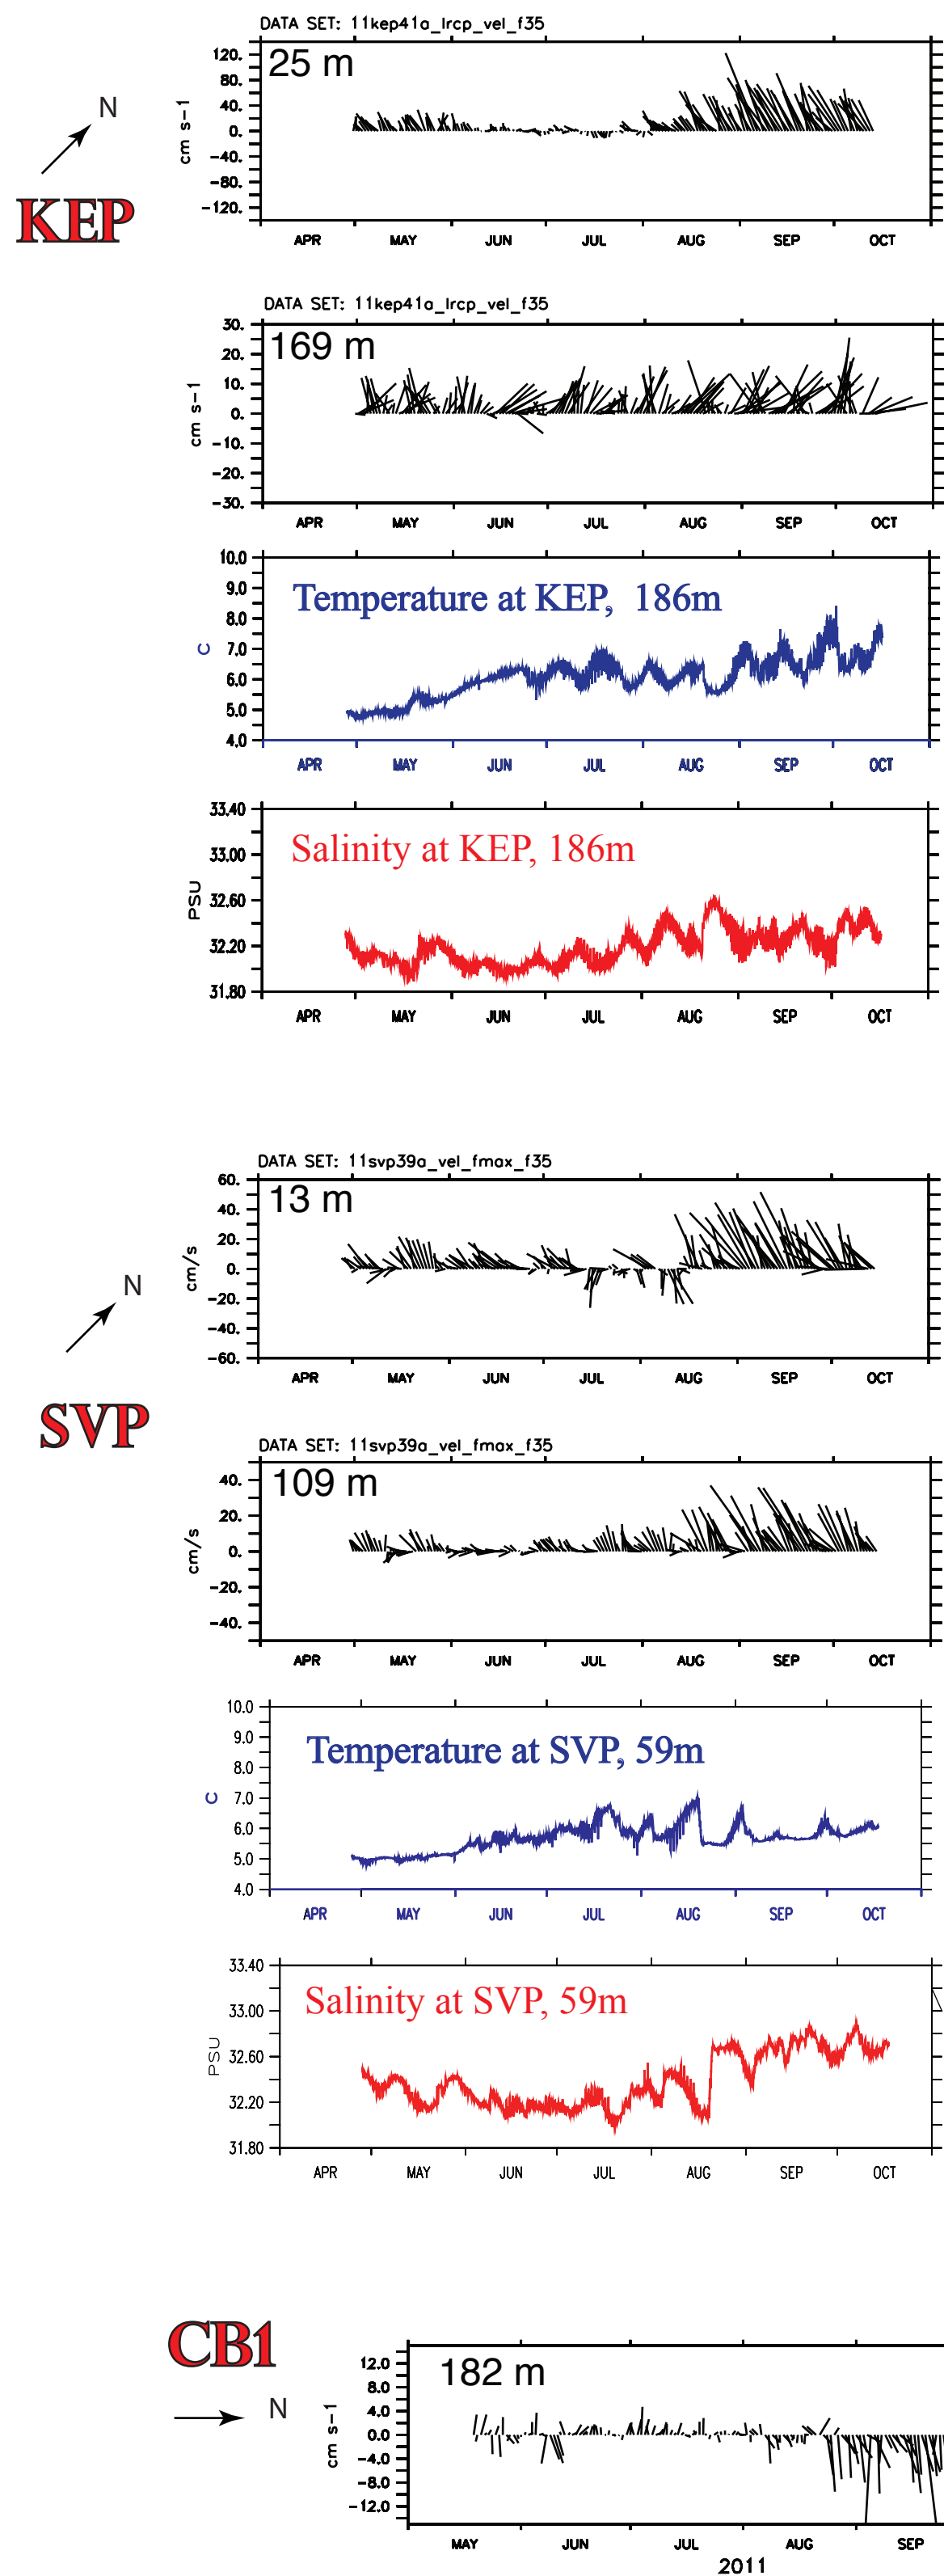 DATA SET: 11kep41a_lrcp_vel_f35
25 m
120.
80.
40.
0.
-40.
-80.
-120.
cm s-1
N
KEP
APR MAY JUN JUL AUG SEP OCT
DATA SET: 11kep41a_lrcp_vel_f35
169 m
30.
20.
10.
0.
-10.
-20.
-30.
cm s-1
APR MAY JUN JUL AUG SEP OCT
Temperature at KEP, 186m
10.0
9.0
8.0
7.0
6.0
5.0
4.0
C
APR MAY JUN JUL AUG SEP OCT
Salinity at KEP, 186m
33.40
33.00
32.60
32.20
31.80
PSU
APR MAY JUN JUL AUG SEP OCT
DATA SET: 11svp39a_vel_fmax_f35
13 m
60.
40.
20.
0.
-20.
-40.
-60.
cm/s
N
SVP
APR MAY JUN JUL AUG SEP OCT
DATA SET: 11svp39a_vel_fmax_f35
109 m
40.
20.
0.
-20.
-40.
cm/s
APR MAY JUN JUL AUG SEP OCT
Temperature at SVP, 59m
10.0
9.0
8.0
7.0
6.0
5.0
4.0
C
APR MAY JUN JUL AUG SEP OCT
Salinity at SVP, 59m
33.40
33.00
32.60
32.20
31.80
PSU
APR MAY JUN JUL AUG SEP OCT
CB1
N
182 m
12.0
8.0
4.0
0.0
-4.0
-8.0
-12.0
cm s-1
MAY JUN JUL AUG SEP
2011